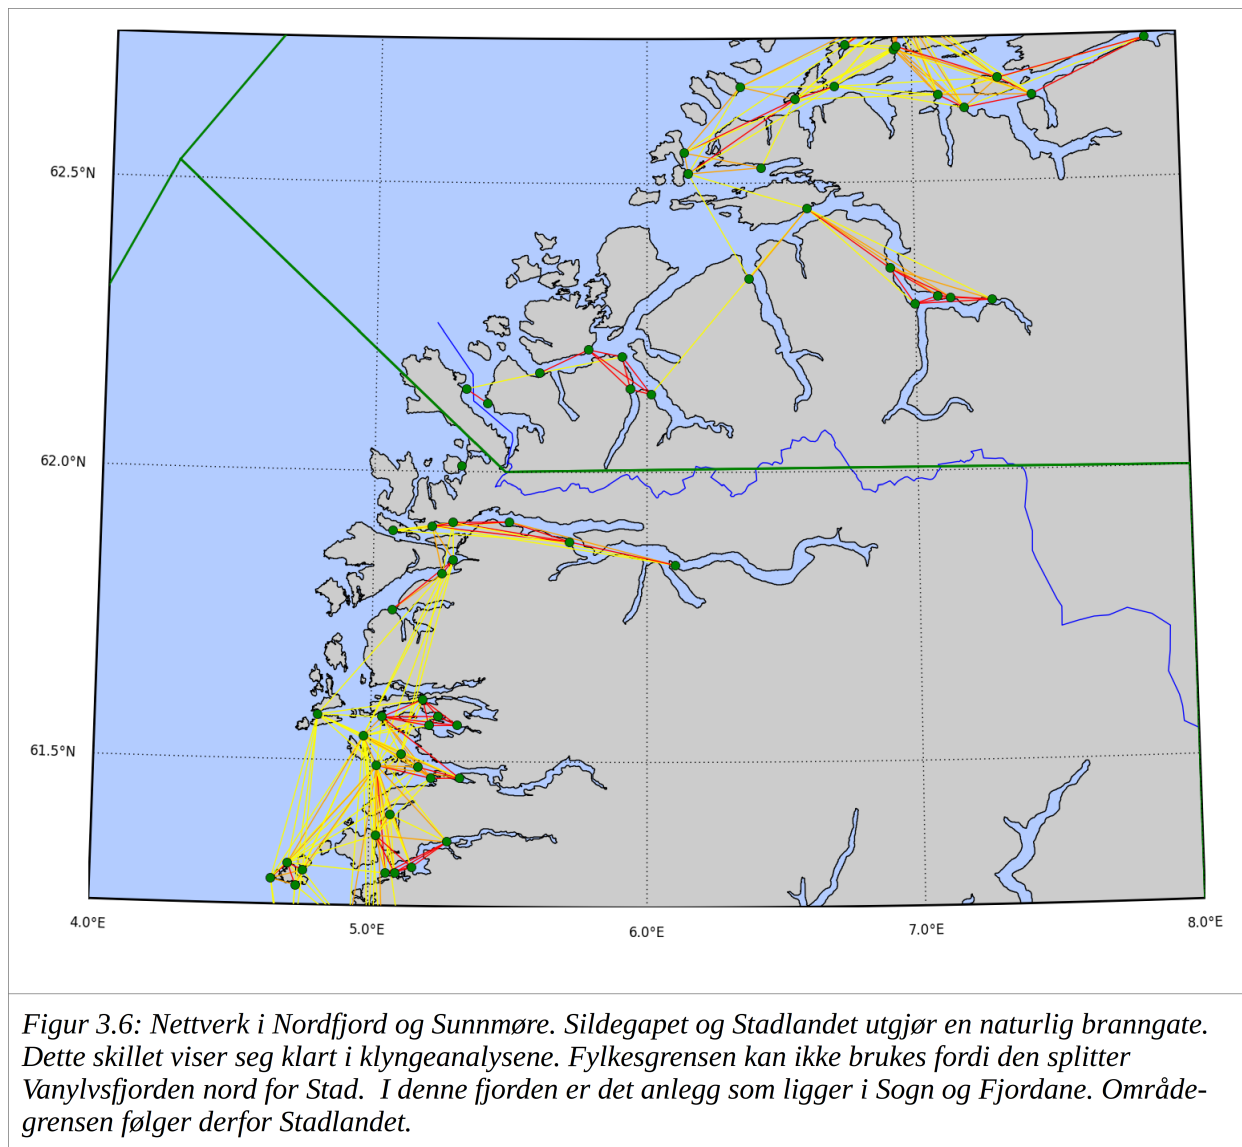 62.5°N
62.0°N
61.5°N
4.0°E
5.0°E
6.0°E
7.0°E
8.0°E
Figur 3.6: Nettverk i Nordfjord og Sunnmøre. Sildegapet og Stadlandet utgjør en naturlig branngate.
Dette skillet viser seg klart i klyngeanalysene. Fylkesgrensen kan ikke brukes fordi den splitter
Vanylvsfjorden nord for Stad.  I denne fjorden er det anlegg som ligger i Sogn og Fjordane. Område-
grensen følger derfor Stadlandet.